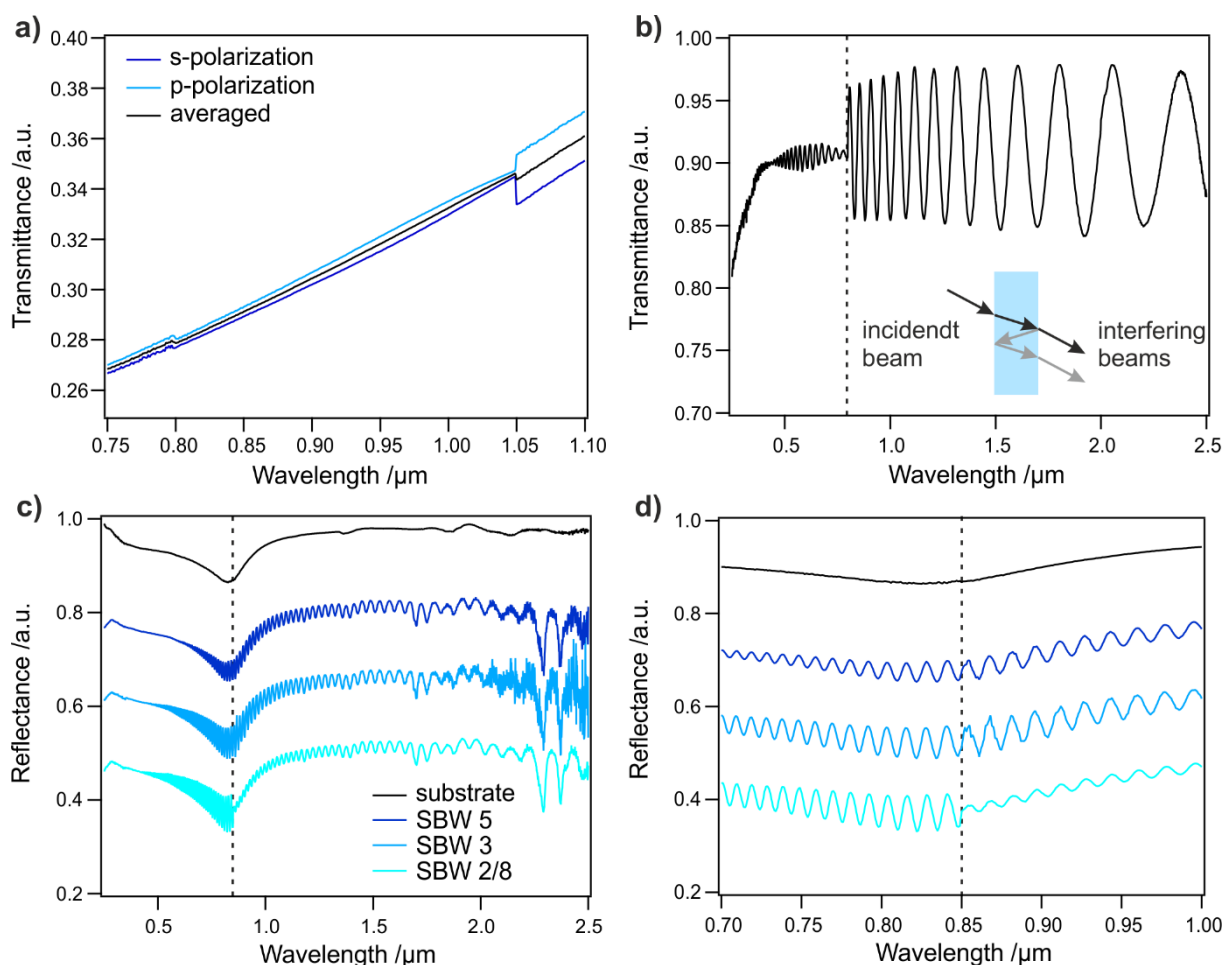 a)
0.40
0.38
0.36
0.34
0.32
0.30
0.28
0.26
Transmittance /a.u.
s-polarization
p-polarization
averaged
0.75 0.80 0.85 0.90 0.95 1.00 1.05 1.10
Wavelength /µm
b)
1.00
0.95
0.90
0.85
0.80
0.75
0.70
Transmittance /a.u.
incidendt
beam
interfering
beams
0.5 1.0 1.5 2.0 2.5
Wavelength /µm
c)
1.0
0.8
0.6
0.4
0.2
Reflectance /a.u.
substrate
SBW 5
SBW 3
SBW 2/8
0.5 1.0 1.5 2.0 2.5
Wavelength /µm
d)
1.0
0.8
0.6
0.4
0.2
Reflectance /a.u.
0.70 0.75 0.80 0.85 0.90 0.95 1.00
Wavelength /µm